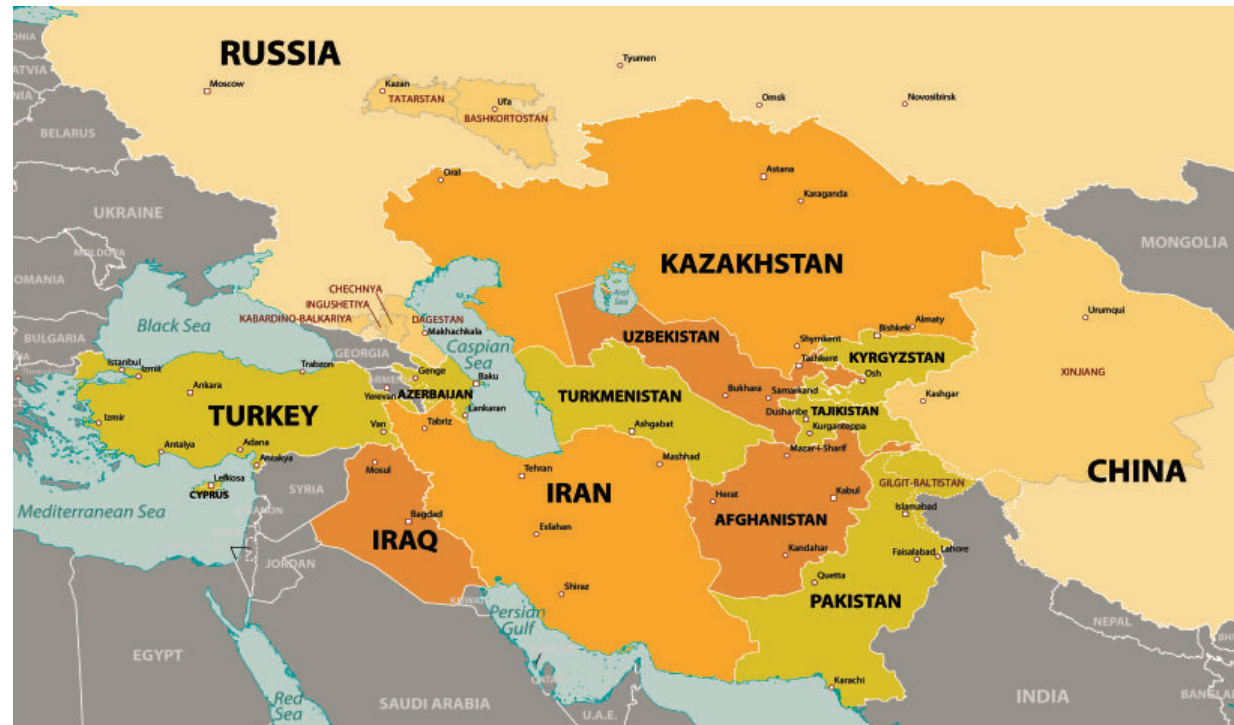 RUSSIA
Moscow
Kazan
TATARSTAN
Ufa
BASHKORTOSTAN
Tyumen
Omsk
Novosibirsk
ONIA
ATVIA
NIA
BELARUS
Oral
Astana
Karaganda
UKRAINE
MOLDOVA
MONGOLIA
KAZAKHSTAN
OMANIA
CHECHNYA
INGUSHETIYA
KABARDINO-BALKARIYA
DAGESTAN
Makhachkala
Aral
Sea
Black Sea
Caspian
Sea
BULGARIA
UZBEKISTAN
Almaty
Bishkek
Urumqui
Shymkent
Tashkent
KYRGYZSTAN
GEORGIA
Istanbul
Izmit
Trabzon
Genge
Baku
Osh
XINJIANG
Ankara
Yerevan
AZERBAIJAN
TURKMENISTAN
Bukhara
Samarkand
Kashgar
TURKEY
Lankaran
Dushanbe
TAJIKISTAN
Izmir
Van
Tabriz
Ashgabat
Kurganteppa
Antalya
Adana
Antakya
Mosul
Tehran
Mashhad
Mazar-i-Sharif
CHINA
Lefkosa
CYPRUS
SYRIA
IRAN
Herat
Kabul
GILGIT-BALTISTAN
Mediterranean Sea
Bagdad
AFGHANISTAN
Islamabad
IRAQ
Esfahan
Kandahar
Faisalabad
Lahore
JORDAN
Shiraz
Quetta
PAKISTAN
Persian
Gulf
NEPAL
EGYPT
Karachi
Red
Sea
SAUDI ARABIA
U.A.E.
INDIA